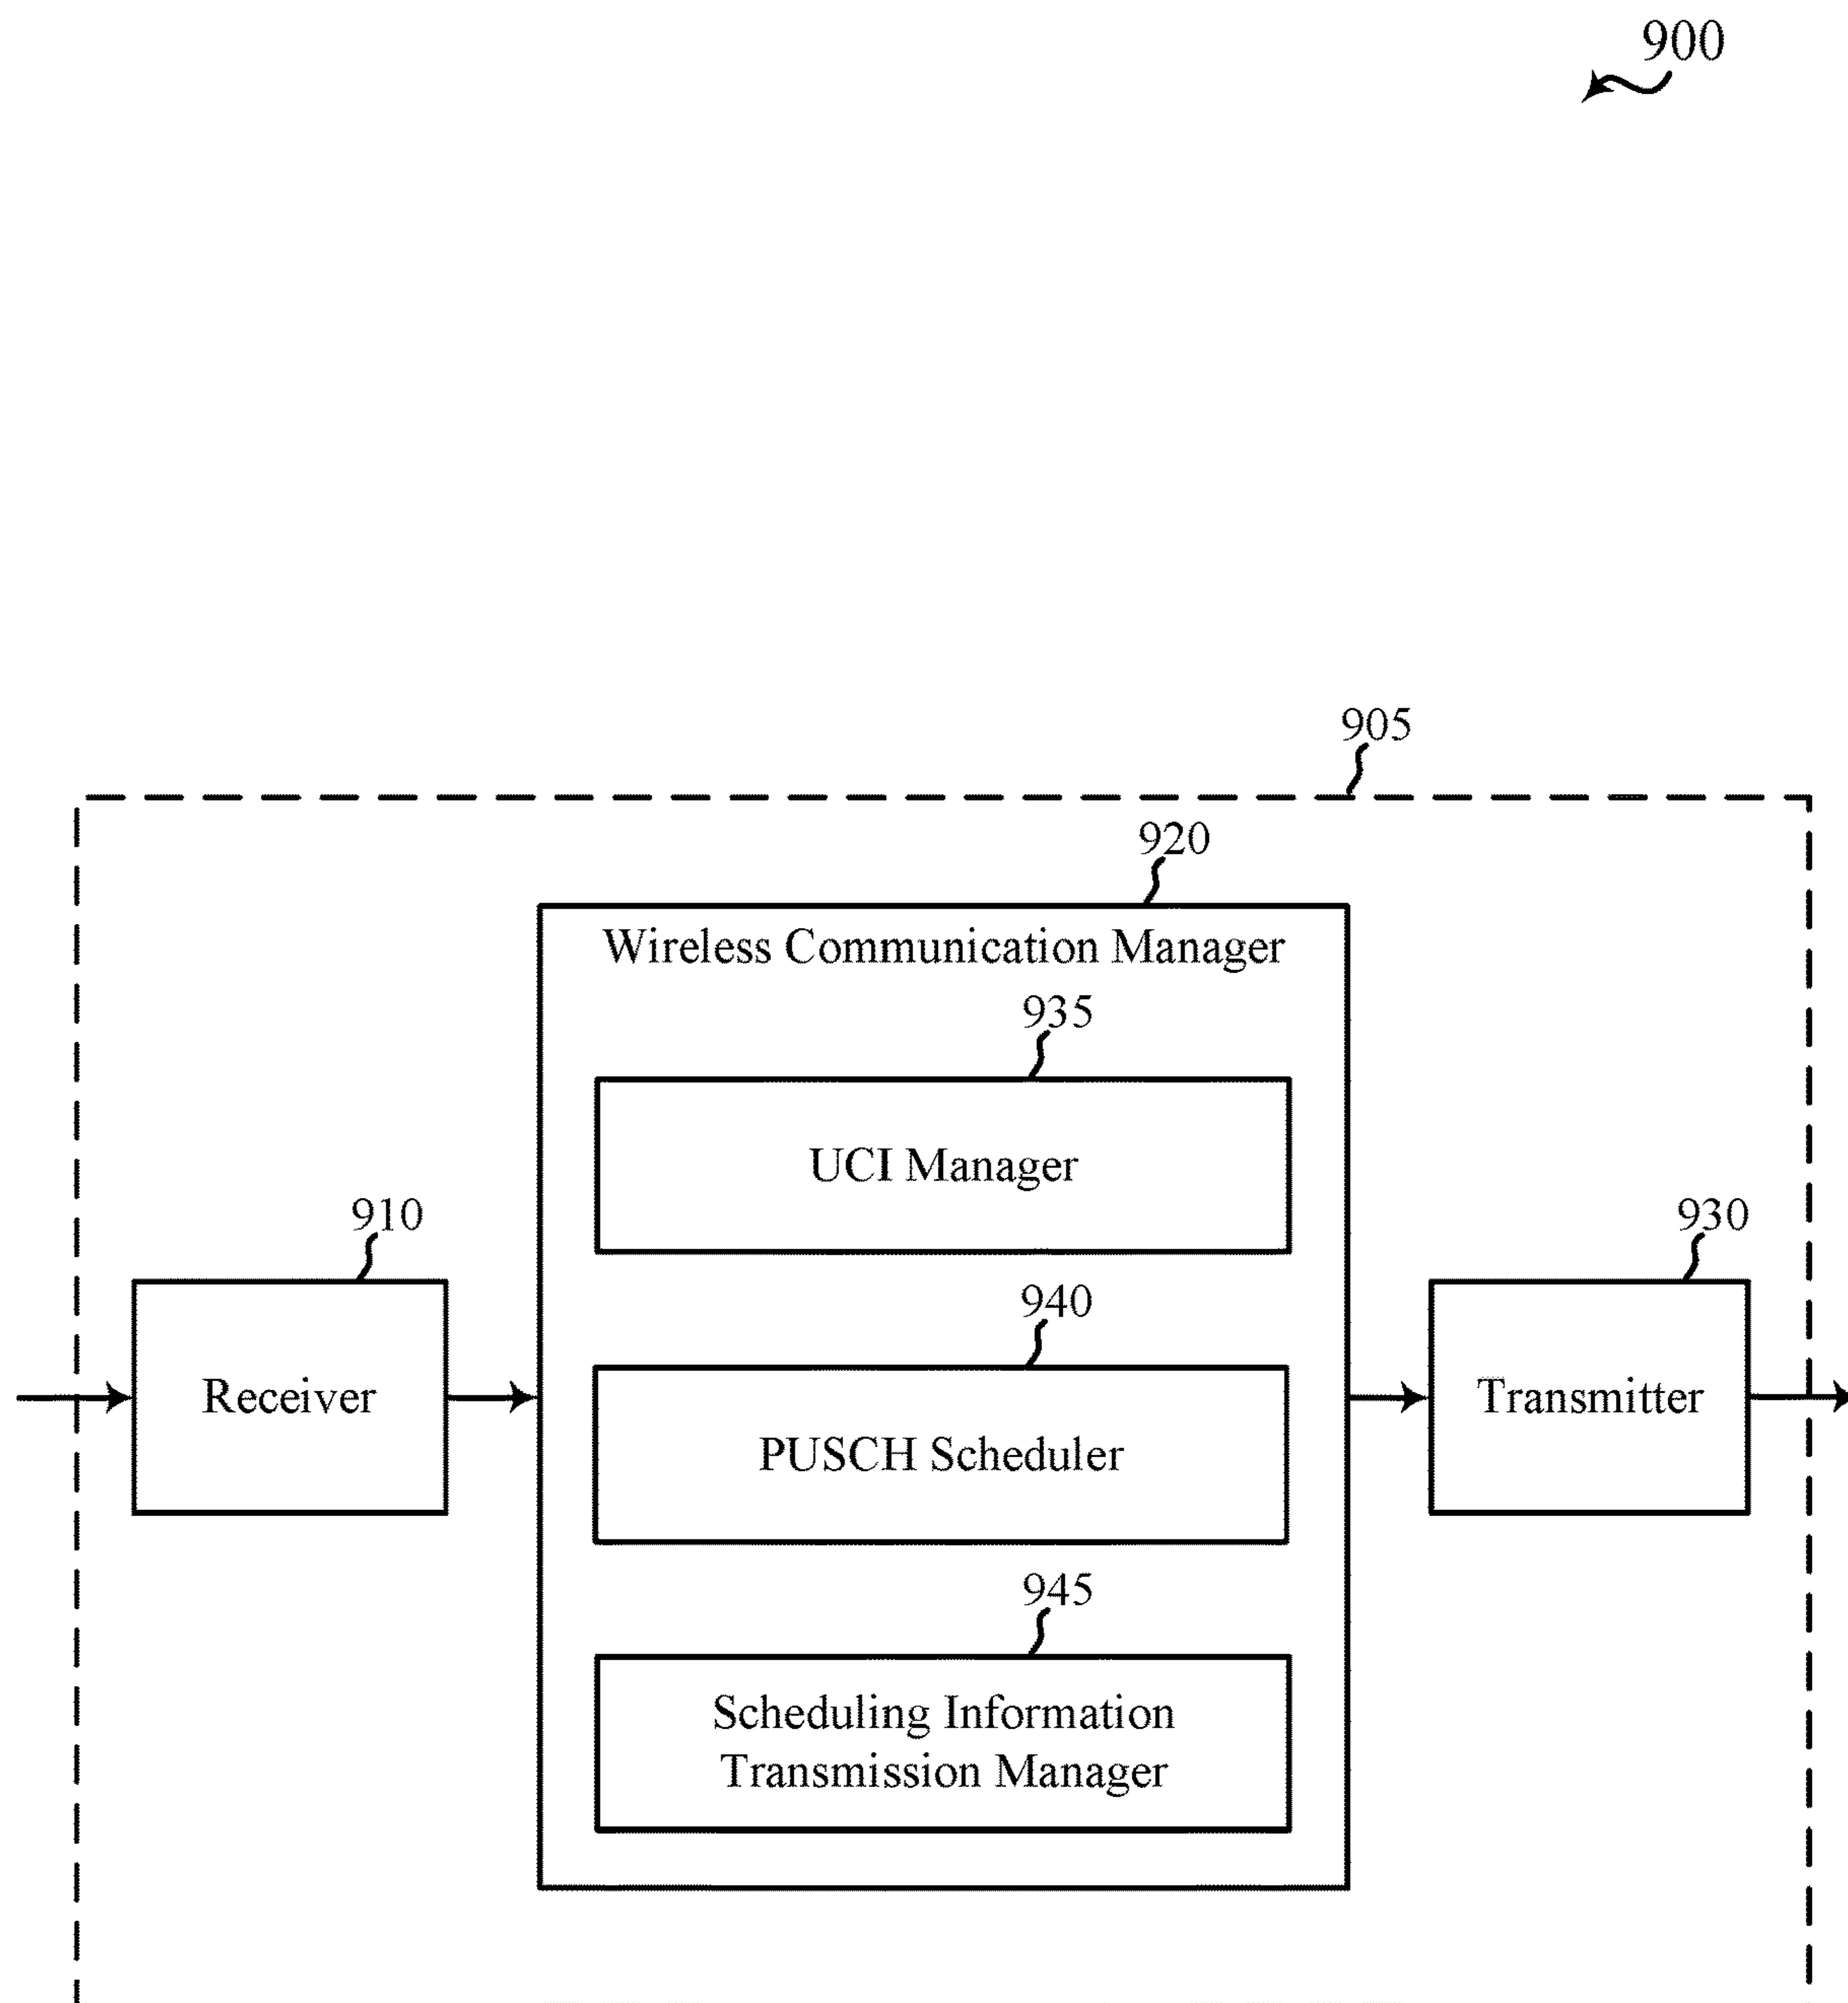 900
905
920
Wireless Communication Manager
935
UCI Manager
910
Receiver
930
Transmitter
940
PUSCH Scheduler
945
Scheduling Information
Transmission Manager